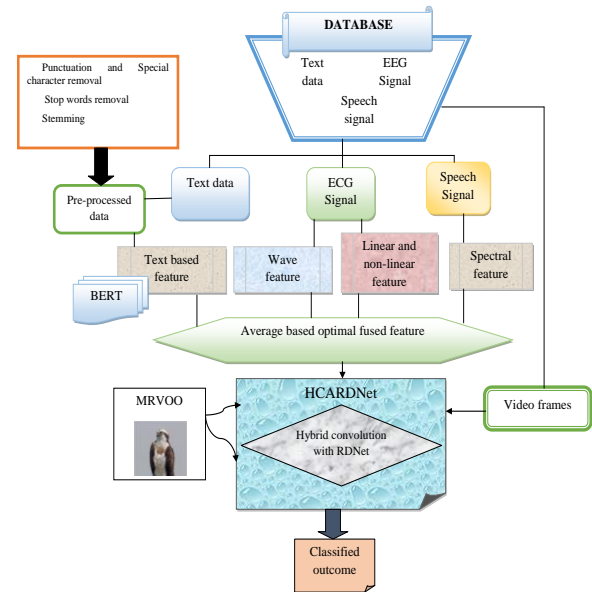 DATABASE
Text EEG
data Signal
Speech
signal
Punctuation and Special
character removal
Stop words removal
Stemming
Pre-processed
data
Text data
ECG
Signal
Speech
Signal
Text based
feature
Wave
feature
Linear and
non-linear
feature
Spectral
feature
BERT
Average based optimal fused feature
MRVOO
HCARDNet
Hybrid convolution
with RDNet
Video frames
Classified
outcome